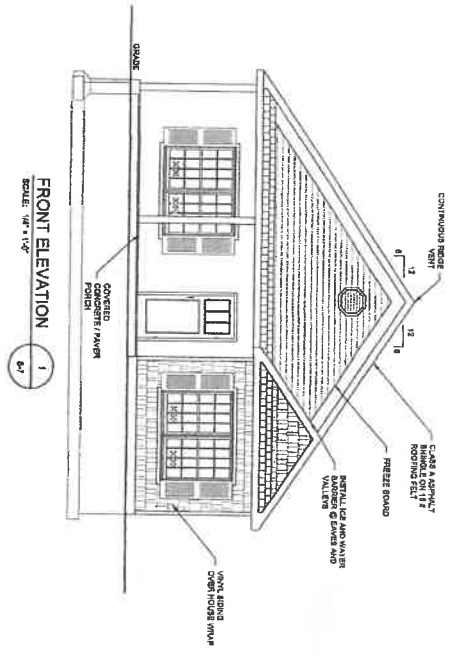 CONTINUOUS RIDGE
VENT
12
12
CLASS A ASPHALT
SHINGLE ON 15 #
ROOFING FELT
FREEZE BOARD
INSTALL ICE AND WATER
BARRIER @ EAVES AND
VALLEYS
VINYL SIDING
OVER HOUSE WRAP
GRADE
COVERED
CONCRETE / PAVER
PORCH
FRONT ELEVATION
SCALE: 1/4" = 1'-0"
1